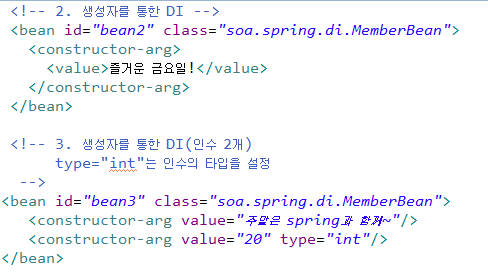 <!-- 2. 생성자를 통한 DI -->
<bean id="bean2" class="soa.spring.di.MemberBean">
<constructor-arg>
<value>즐거운 금요일!</value>
</constructor-arg>
</bean>
<!-- 3. 생성자를 통한 DI(인수 2개)
type="int"는 인수의 타입을 설정
-->
<bean id="bean3" class="soa.spring.di.MemberBean">
<constructor-arg value="주말은 spring과 함께~"/>
<constructor-arg value="20" type="int"/>
</bean>